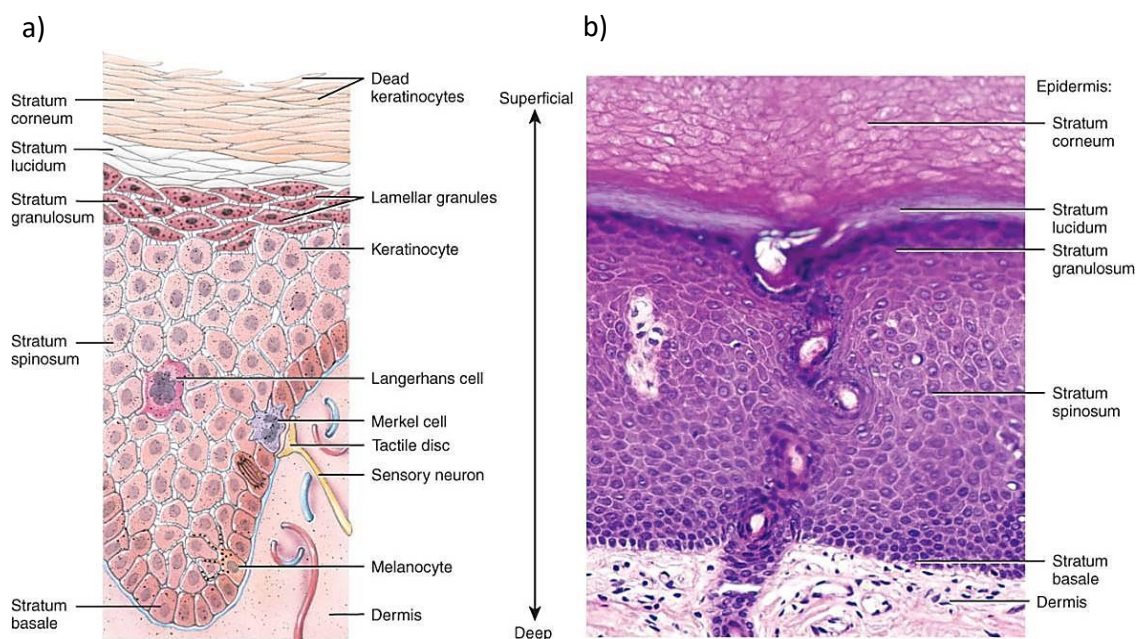 a)
Stratum
corneum
Stratum
lucidum
Stratum
granulosum
Stratum
spinosum
Stratum
basale
Dead
keratinocytes
Lamellar granules
Keratinocyte
Langerhans cell
Merkel cell
Tactile disc
Sensory neuron
Melanocyte
Dermis
Superficial
Deep
b)
Epidermis:
Stratum
corneum
Stratum
lucidum
Stratum
granulosum
Stratum
spinosum
Stratum
basale
Dermis